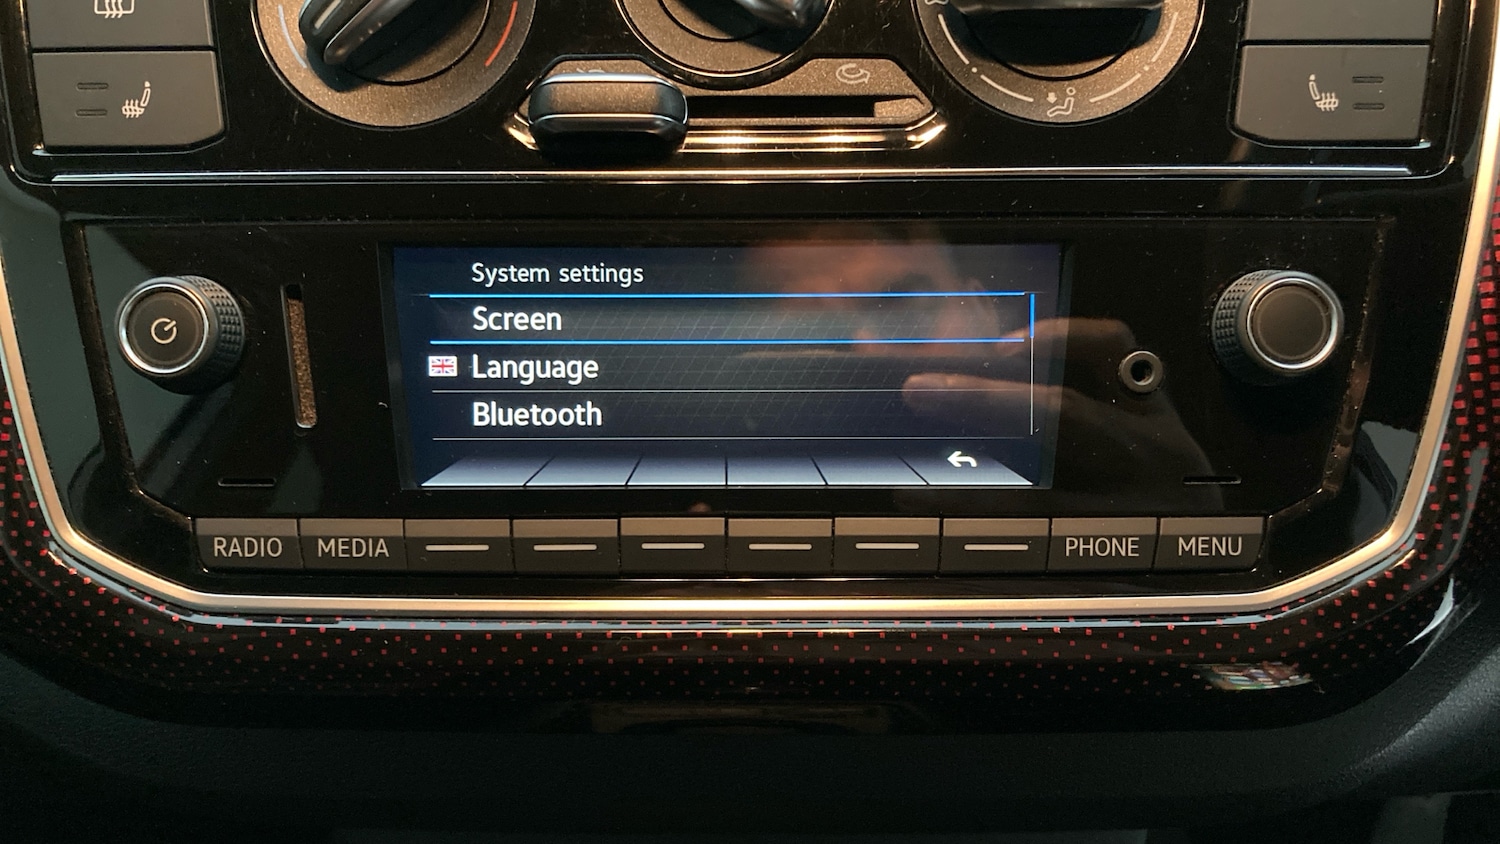 System settings
Screen
Language
Bluetooth
RADIO MEDIA PHONE MENU